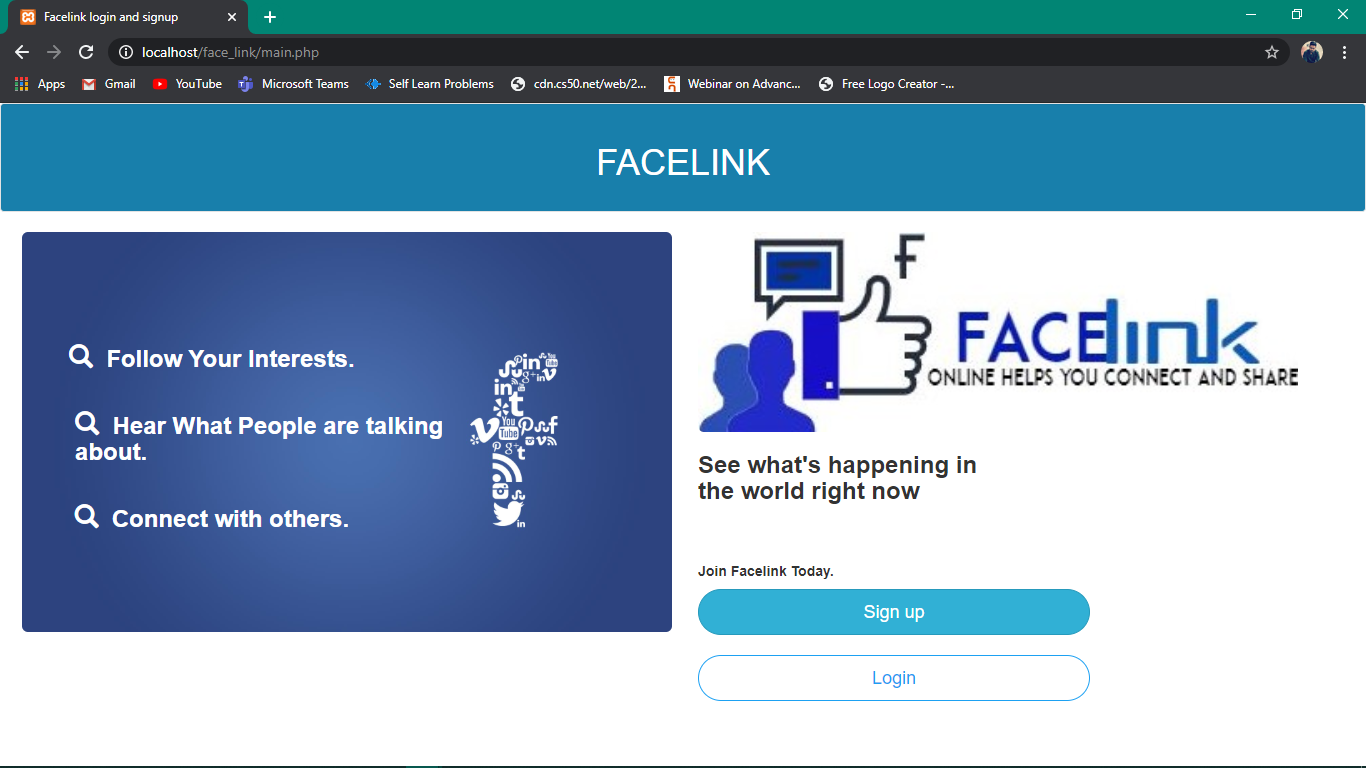 Facelink login and signup
localhost/face_link/main.php
Apps Gmail YouTube Microsoft Teams Self Learn Problems cdn.cs50.net/web/2... Webinar on Advanc... Free Logo Creator -...
FACELINK
Follow Your Interests.
Hear What People are talking
about.
Connect with others.
F
FACElink
ONLINE HELPS YOU CONNECT AND SHARE
See what's happening in
the world right now
Join Facelink Today.
Sign up
Login